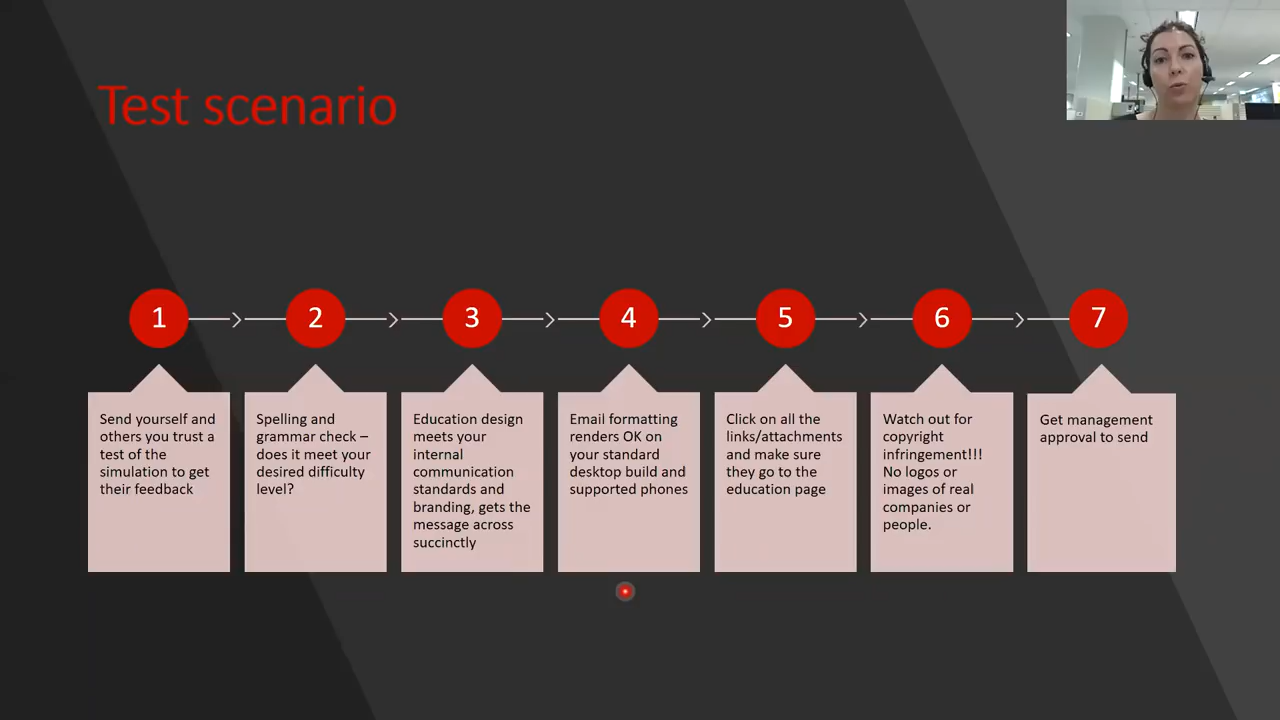 Test scenario
1
2
3
4
5
6
7
Send yourself and
others you trust a
test of the
simulation to get
their feedback
Spelling and
grammar check –
does it meet your
desired difficulty
level?
Education design
meets your
internal
communication
standards and
branding, gets the
message across
succinctly
Email formatting
renders OK on
your standard
desktop build and
supported phones
Click on all the
links/attachments
and make sure
they go to the
education page
Watch out for
copyright
infringement!!!
No logos or
images of real
companies or
people.
Get management
approval to send